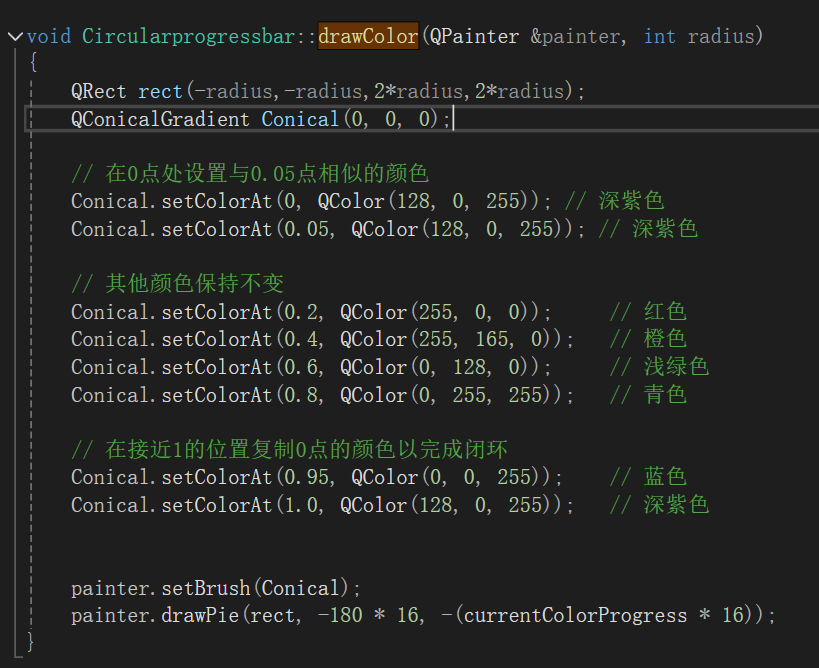 void Circularprogressbar::drawColor(QPainter &painter, int radius)
{
QRect rect(-radius,-radius,2*radius,2*radius);
QConicalGradient Conical(0, 0, 0);
// 在0点处设置与0.05点相似的颜色
Conical.setColorAt(0, QColor(128, 0, 255)); // 深紫色
Conical.setColorAt(0.05, QColor(128, 0, 255)); // 深紫色
// 其他颜色保持不变
Conical.setColorAt(0.2, QColor(255, 0, 0));     // 红色
Conical.setColorAt(0.4, QColor(255, 165, 0));   // 橙色
Conical.setColorAt(0.6, QColor(0, 128, 0));     // 浅绿色
Conical.setColorAt(0.8, QColor(0, 255, 255));   // 青色
// 在接近1的位置复制0点的颜色以完成闭环
Conical.setColorAt(0.95, QColor(0, 0, 255));    // 蓝色
Conical.setColorAt(1.0, QColor(128, 0, 255));   // 深紫色
painter.setBrush(Conical);
painter.drawPie(rect, -180 * 16, -(currentColorProgress * 16));
}